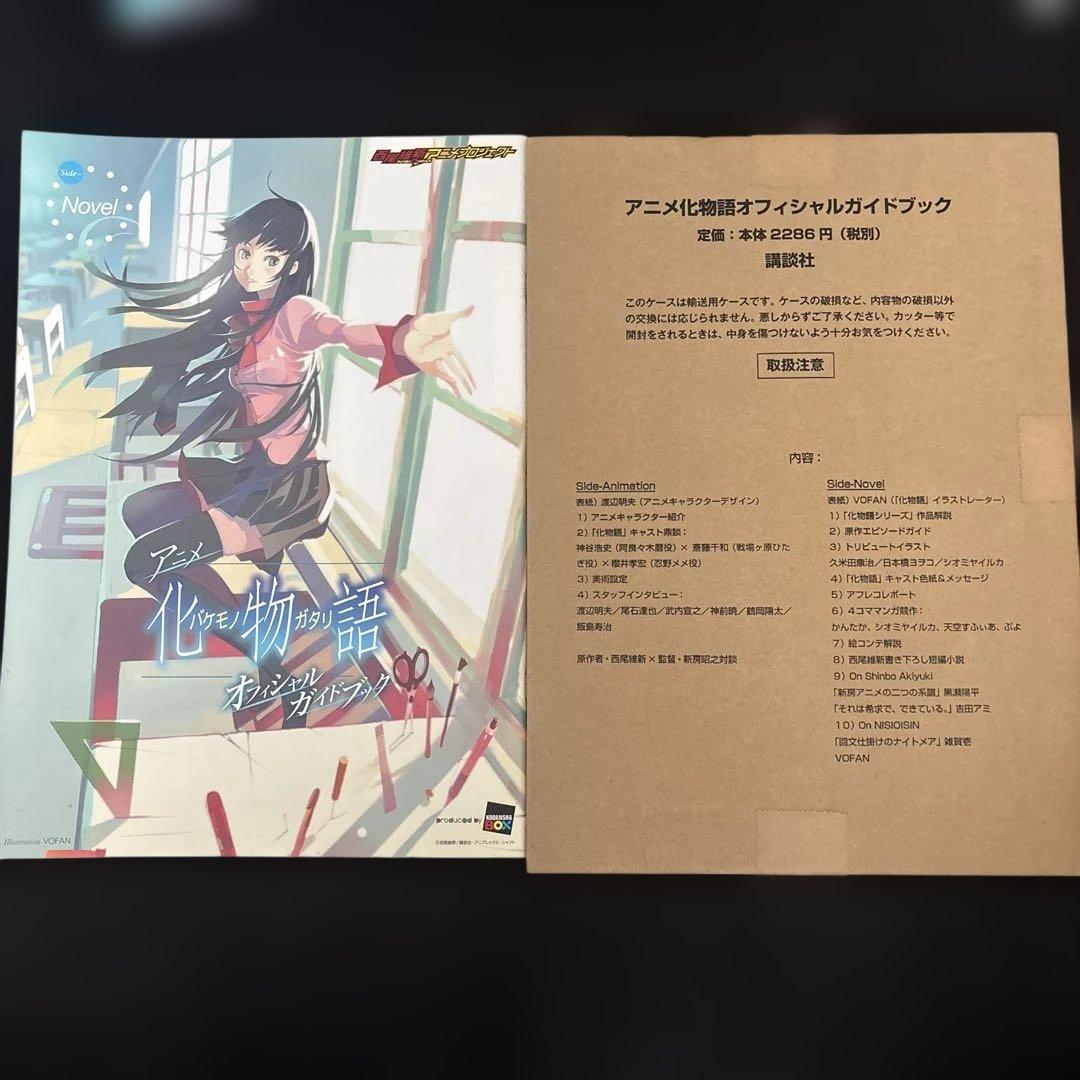 Side-
Novel
西尾維新アニメプロジェクト
アニメ
化物語
バケモノガタリ
オフィシャル
ガイドブック
produced by KODANSHA BOX
Illustration VOFAN
©西尾維新/講談社・アニプレックス・シャフト
アニメ化物語オフィシャルガイドブック
定価:本体2286円(税別)
講談社
このケースは輸送用ケースです。ケースの破損など、内容物の破損以外
の交換には応じられません。悪しからずご了承ください。カッター等で
開封をされるときは、中身を傷つけないよう十分お気をつけください。
取扱注意
内容:
Side-Animation
表紙)渡辺明夫(アニメキャラクターデザイン)
1)アニメキャラクター紹介
2)「化物語」キャスト鼎談:
神谷浩史(阿良々木暦役)×斎藤千和(戦場ヶ原ひた
ぎ役)×櫻井孝宏(忍野メメ役)
3)美術設定
4)スタッフインタビュー:
渡辺明夫/尾石達也/武内宣之/神前暁/鶴岡陽太/
飯島寿治
原作者・西尾維新×監督・新房昭之対談
Side-Novel
表紙)VOFAN(「化物語」イラストレーター)
1)「化物語シリーズ」作品解説
2)原作エピソードガイド
3)トリビュートイラスト
久米田康治/日本橋ヨヲコ/シオミヤイルカ
4)「化物語」キャスト色紙&メッセージ
5)アフレコレポート
6)4コママンガ競作:
かんたか、シオミヤイルカ、天空すふぃあ、ぷよ
7)絵コンテ解説
8)西尾維新書き下ろし短編小説
9)On Shinbo Akiyuki
「新房アニメの二つの系譜」黒瀬陽平
「それは希求で、できている。」吉田アミ
10)On NISIOISIN
「回文仕掛けのナイトメア」雑賀壱
VOFAN